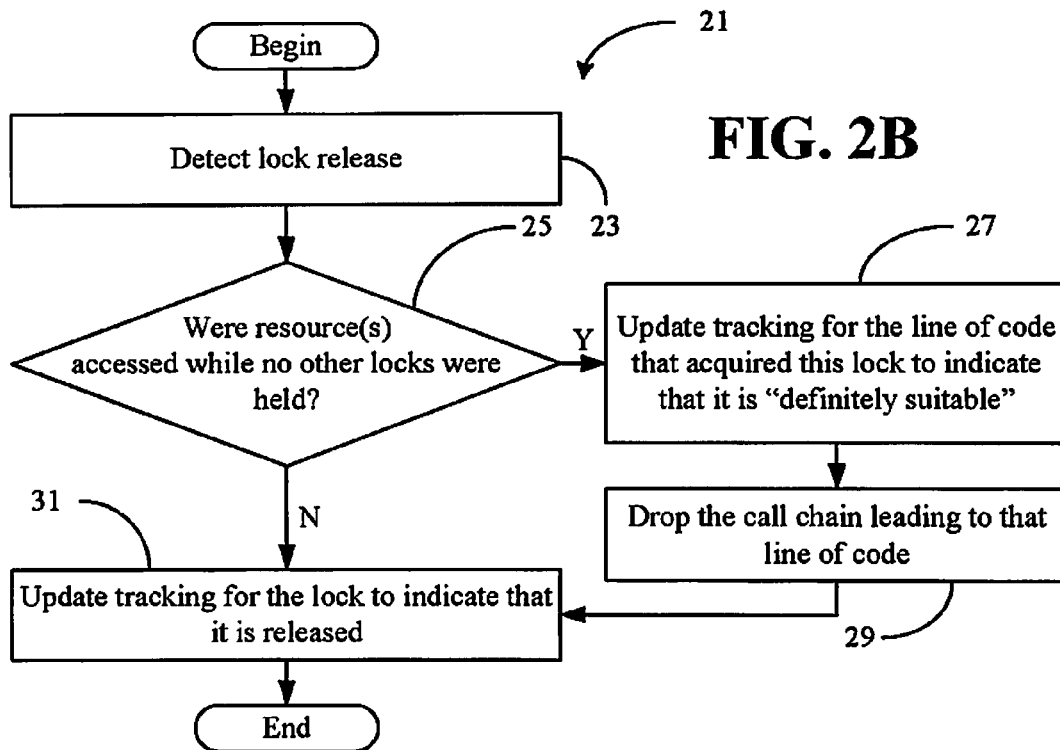 Begin
21
FIG. 2B
Detect lock release
23
25
Were resource(s)
accessed while no other locks were
held?
Y
27
Update tracking for the line of code
that acquired this lock to indicate
that it is “definitely suitable”
N
Drop the call chain leading to that
line of code
29
31
Update tracking for the lock to indicate that
it is released
End